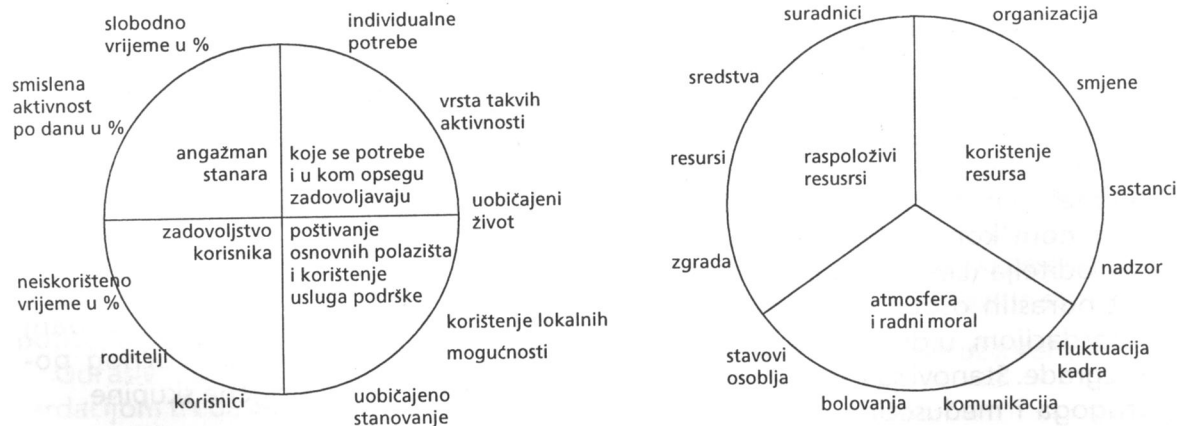 slobodno
vrijeme u %
individualne
potrebe
smislena
aktivnost
po danu u %
vrsta takvih
aktivnosti
angažman
stanara
koje se potrebe
i u kom opsegu
zadovoljavaju
uobičajeni
život
zadovoljstvo
korisnika
poštivanje
osnovnih polazišta
i korištenje
usluga podrške
neiskorišteno
vrijeme u %
korištenje lokalnih
mogućnosti
roditelji
korisnici
uobičajeno
stanovanje
suradnici
organizacija
sredstva
smjene
resursi
raspoloživi
resusrsi
korištenje
resursa
sastanci
zgrada
nadzor
atmosfera
i radni moral
stavovi
osoblja
fluktuacija
kadra
bolovanja
komunikacija